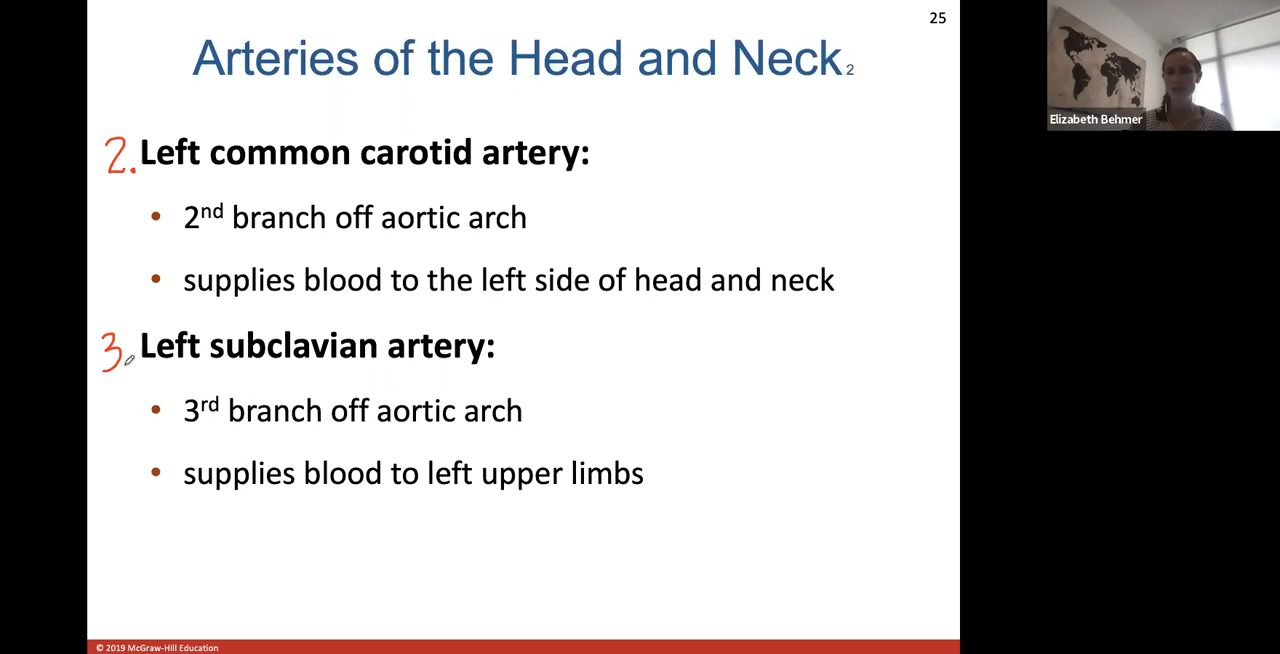 25
Arteries of the Head and Neck 2
Elizabeth Behmer
2. Left common carotid artery:
• 2nd branch off aortic arch
• supplies blood to the left side of head and neck
3. Left subclavian artery:
• 3rd branch off aortic arch
• supplies blood to left upper limbs
© 2019 McGraw-Hill Education